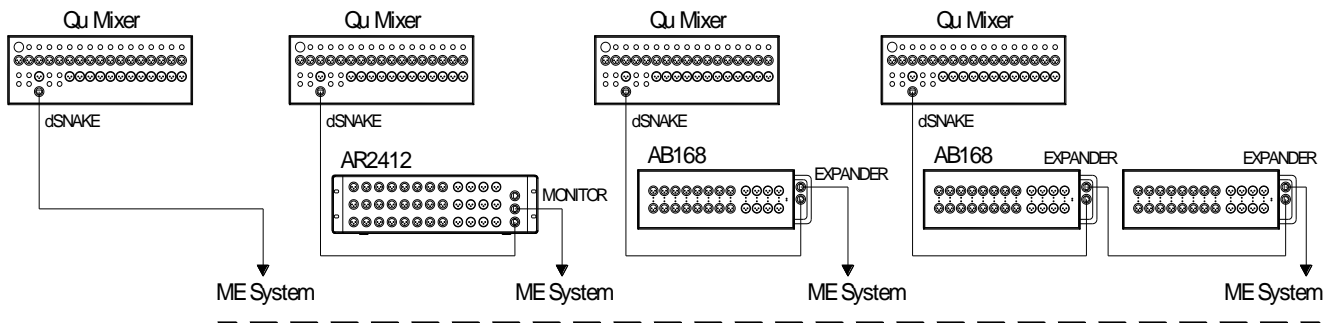 Qu Mixer
Qu Mixer
Qu Mixer
Qu Mixer
dSNAKE
dSNAKE
dSNAKE
dSNAKE
AR2412
AB168
AB168
EXPANDER
EXPANDER
EXPANDER
MONITOR
ME System
ME System
ME System
ME System